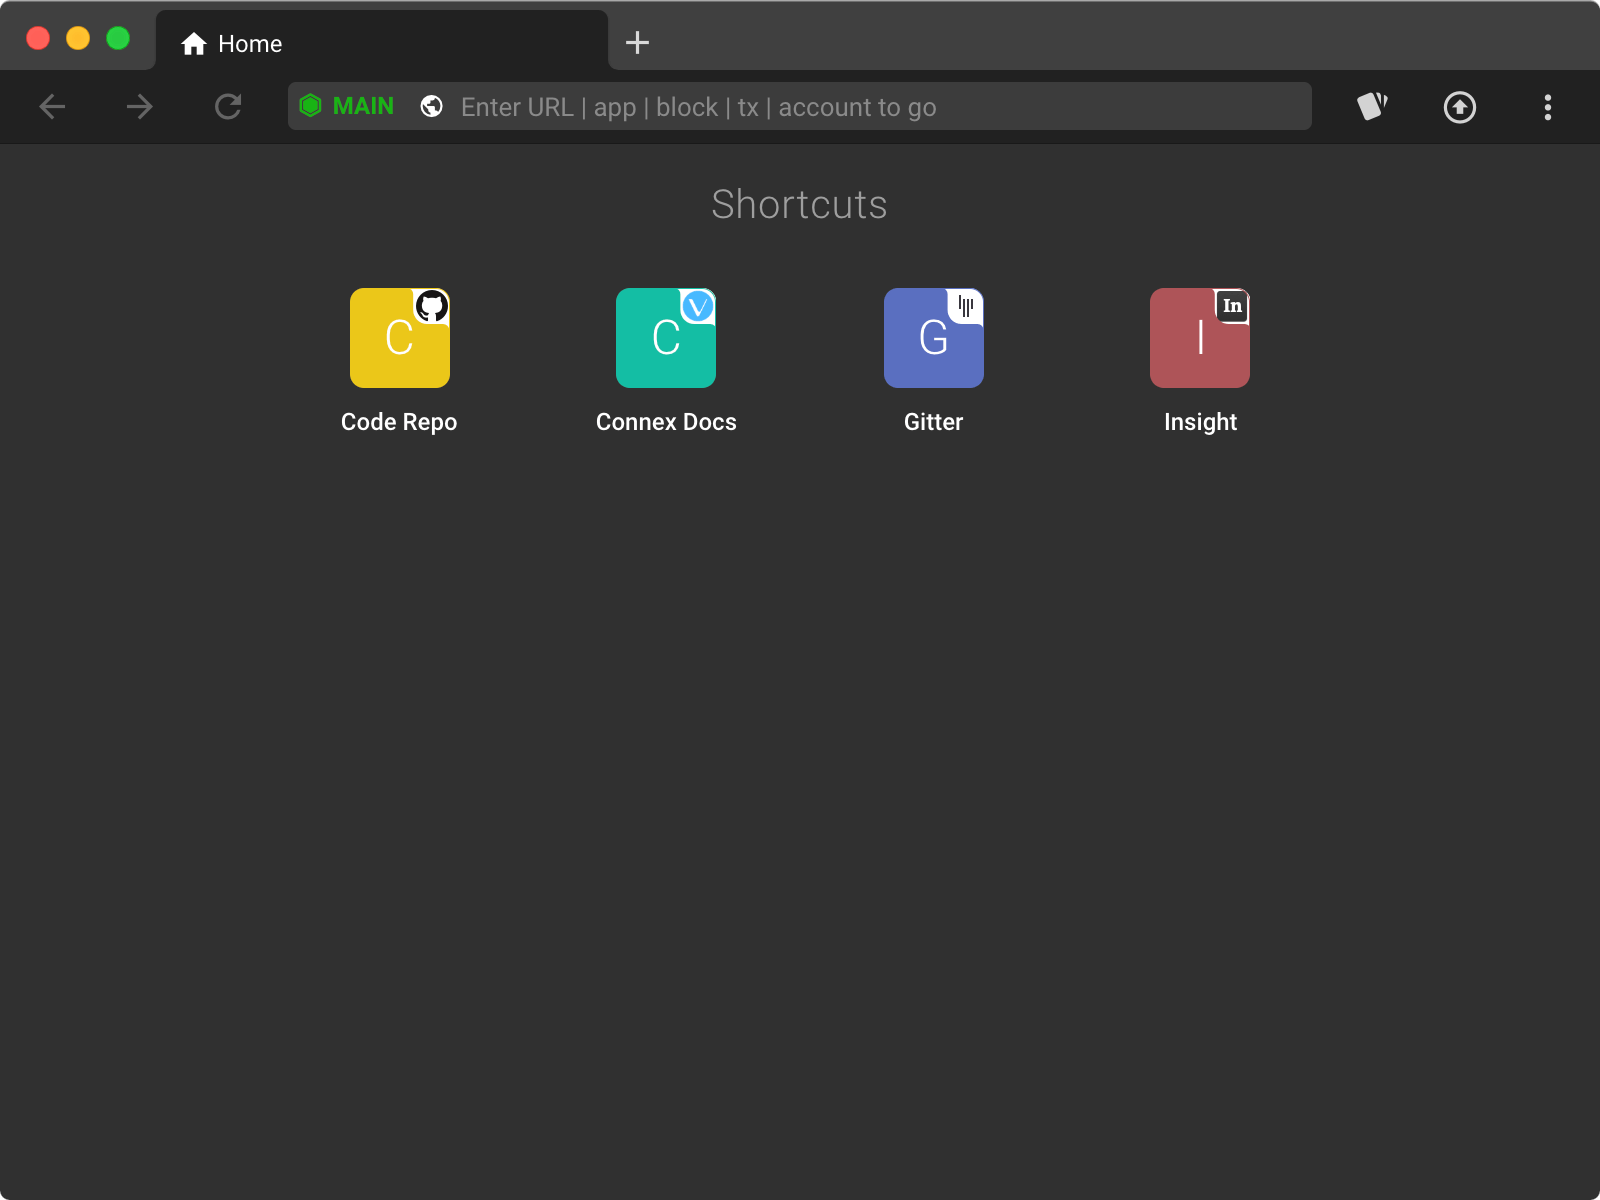 Home
MAIN Enter URL | app | block | tx | account to go
Shortcuts
C C G I
In
Code Repo Connex Docs Gitter Insight